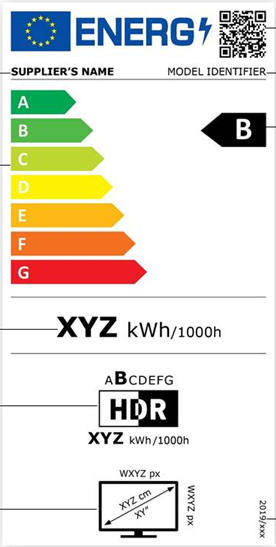 ENERG
SUPPLIER'S NAME MODEL IDENTIFIER
A
B
B
C
D
E
F
G
XYZ kWh/1000h
ABCDEFG
HDR
XYZ kWh/1000h
WXYZ px
XYZ cm
XY"
WXYZ px
2019/xxx